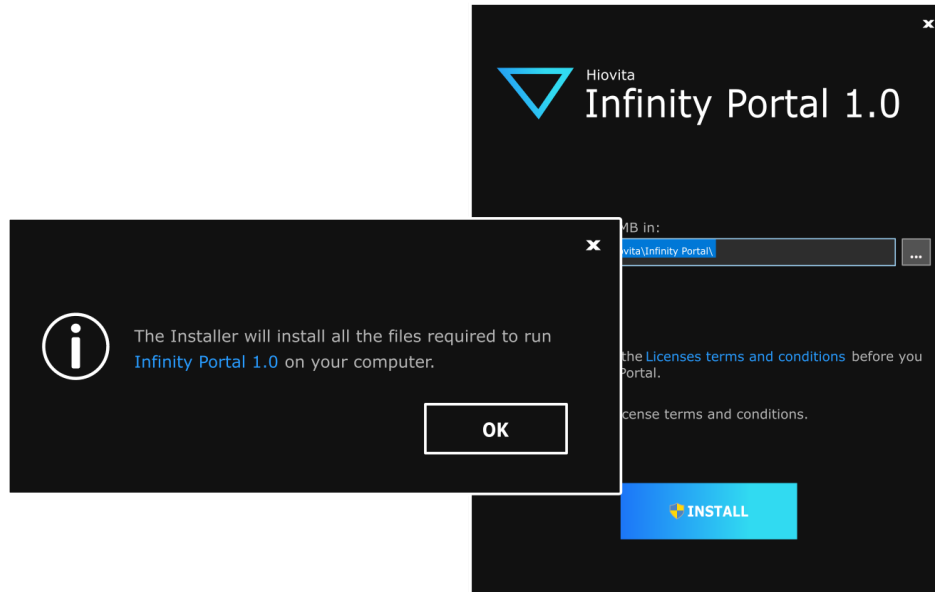 x
Hiovita
Infinity Portal 1.0
MB in:
\Infinity Portal\
...
x
The Installer will install all the files required to run
Infinity Portal 1.0 on your computer.
OK
the Licenses terms and conditions before you
Portal.
terms and conditions.
INSTALL